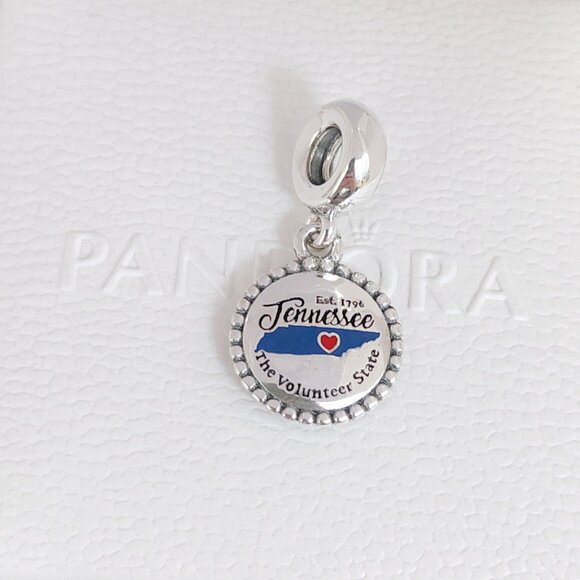 PANDORA
Est. 1796
Tennessee
The Volunteer State